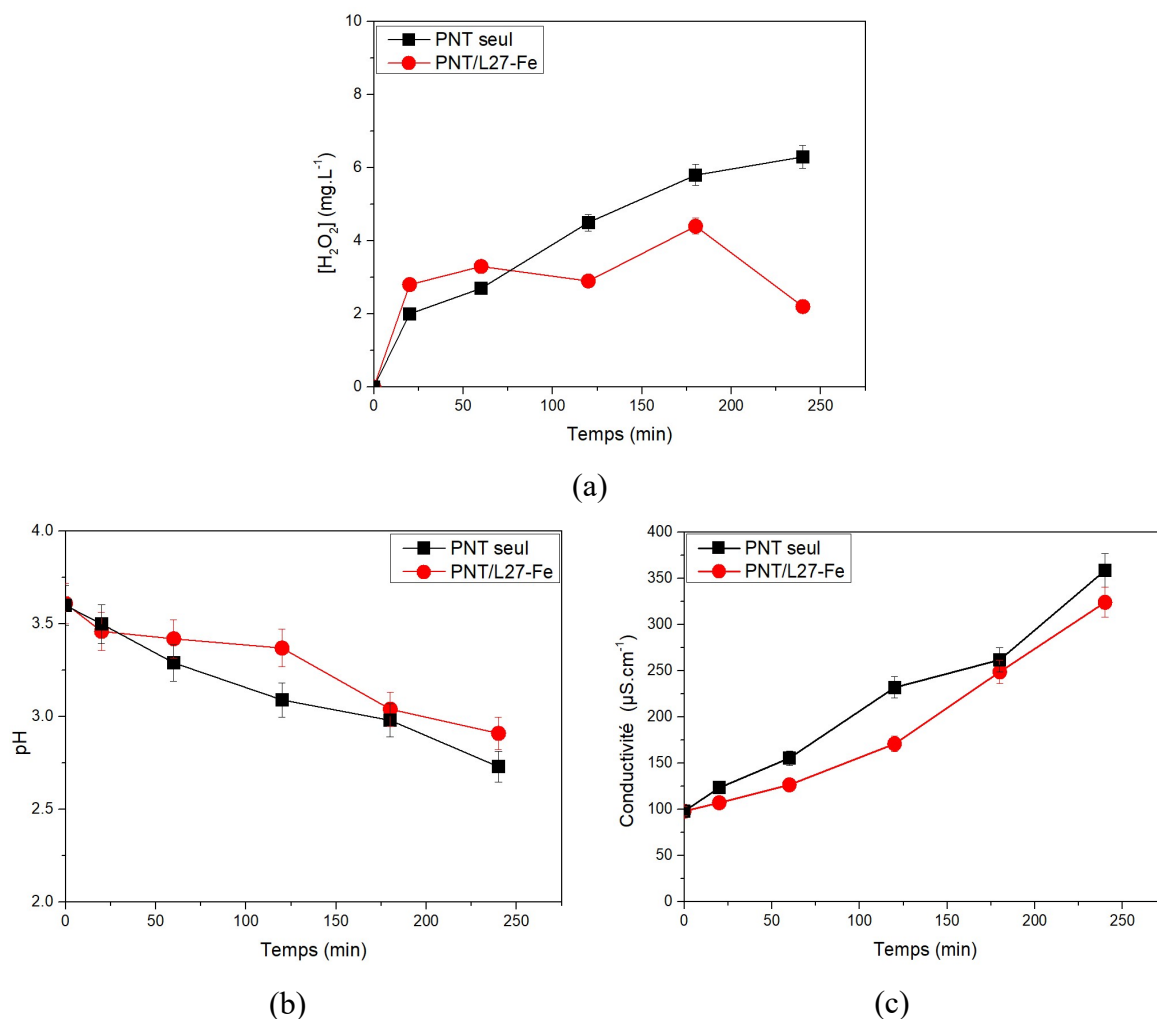 10
8
6
4
2
0
[H₂O₂] (mg.L⁻¹)
PNT seul
PNT/L27-Fe
0 50 100 150 200 250
Temps (min)
(a)
4.0
3.5
3.0
2.5
2.0
pH
PNT seul
PNT/L27-Fe
0 50 100 150 200 250
Temps (min)
(b)
400
350
300
250
200
150
100
50
0
Conductivité (µS.cm⁻¹)
PNT seul
PNT/L27-Fe
0 50 100 150 200 250
Temps (min)
(c)